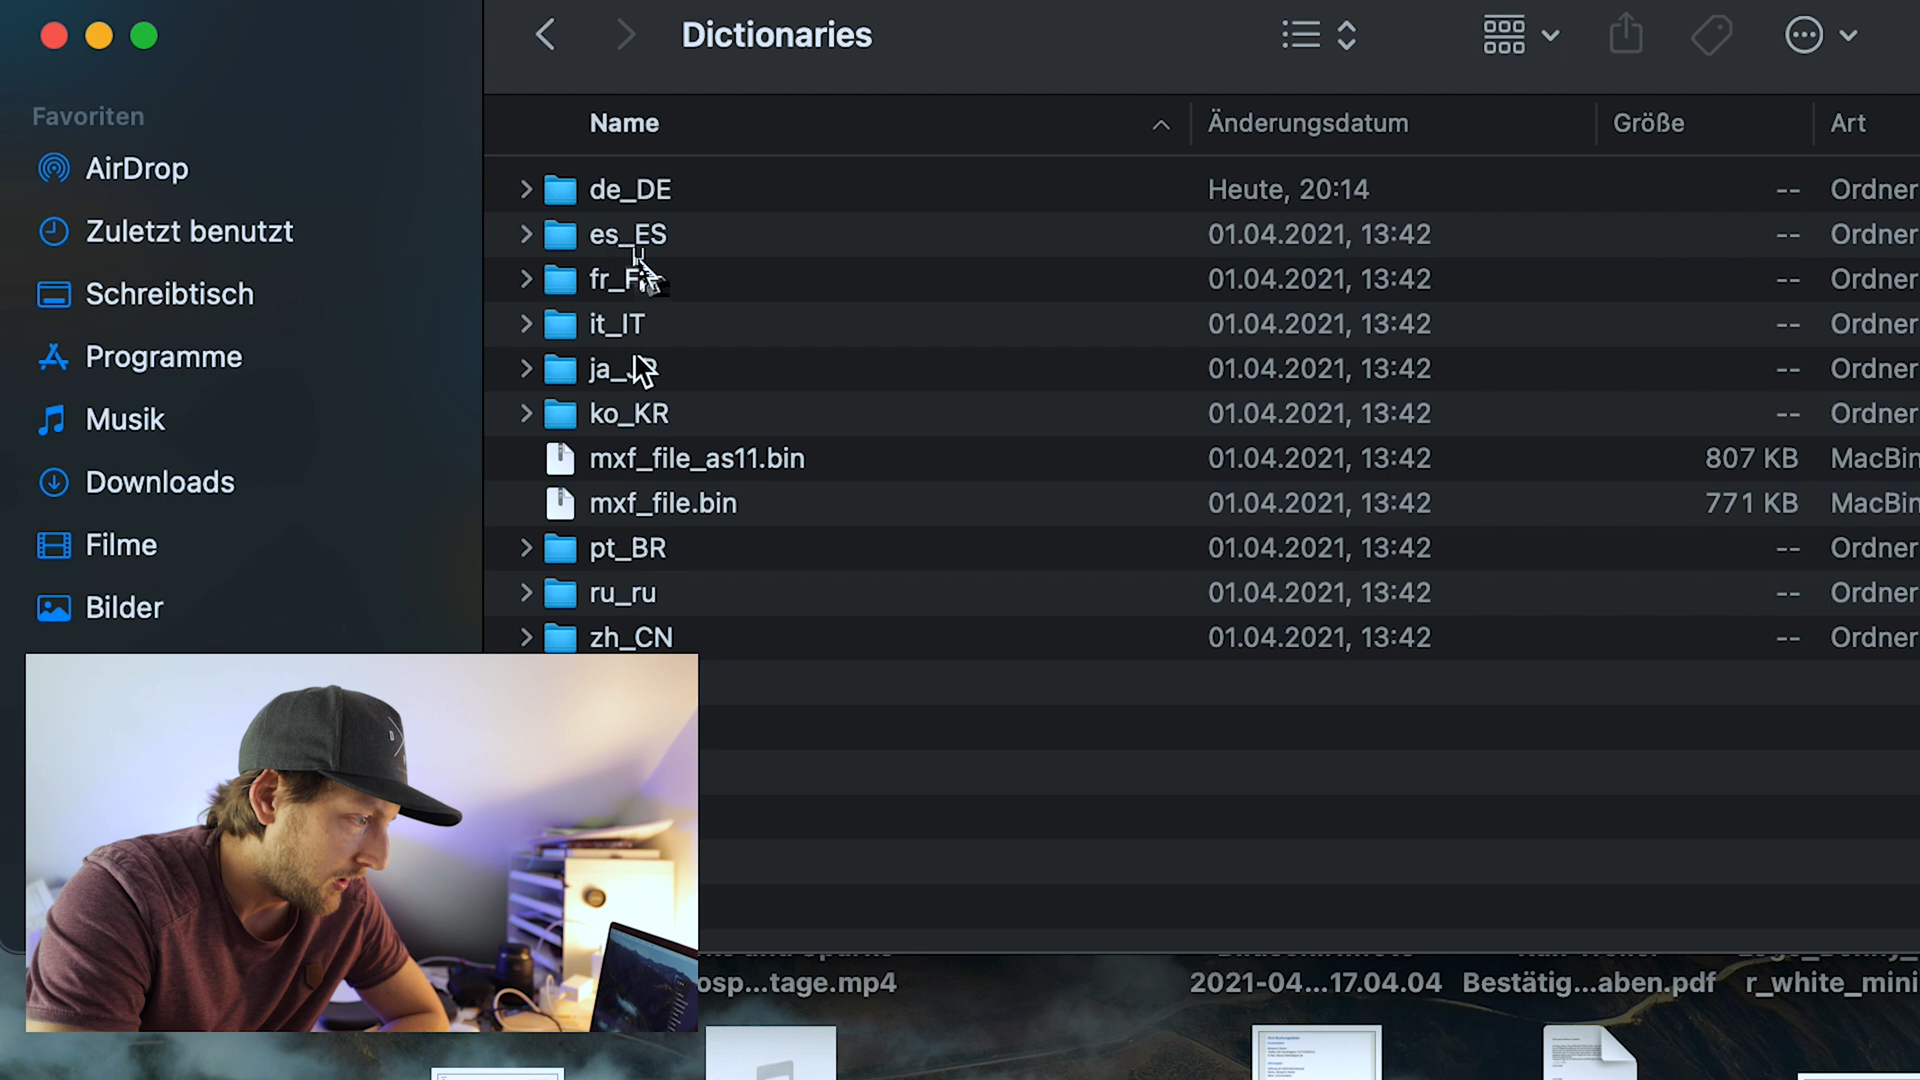 Dictionaries
Favoriten
AirDrop
Zuletzt benutzt
Schreibtisch
Programme
Musik
Downloads
Filme
Bilder
Name Änderungsdatum Größe Art
de_DE Heute, 20:14 -- Ordner
es_ES 01.04.2021, 13:42 -- Ordner
01.04.2021, 13:42 -- Ordner
it_IT 01.04.2021, 13:42 -- Ordner
01.04.2021, 13:42 -- Ordner
ko_KR 01.04.2021, 13:42 -- Ordner
mxf_file_as11.bin 01.04.2021, 13:42 807 KB MacBin
mxf_file.bin 01.04.2021, 13:42 771 KB MacBin
pt_BR 01.04.2021, 13:42 -- Ordner
ru_ru 01.04.2021, 13:42 -- Ordner
zh_CN 01.04.2021, 13:42 -- Ordner
osp...tage.mp4
2021-04...17.04.04
Bestätig...aben.pdf
r_white_mini